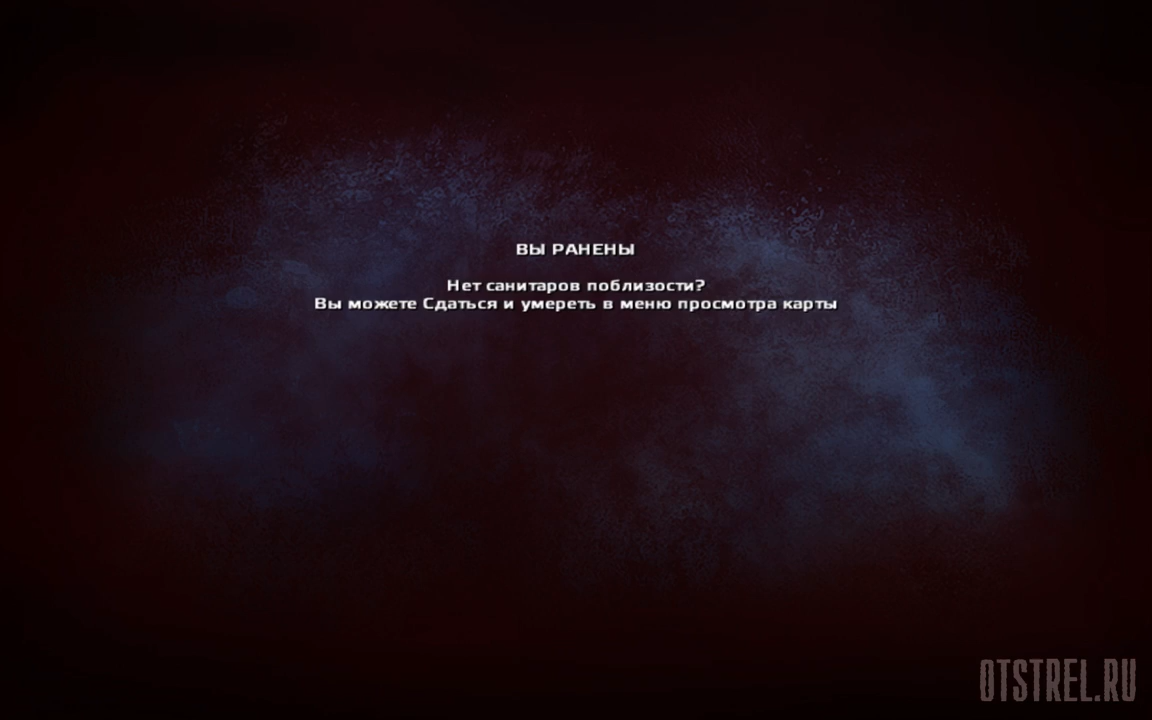 ВЫ РАНЕНЫ
Нет санитаров поблизости?
Вы можете Сдаться и умереть в меню просмотра карты
OTSTREL.RU